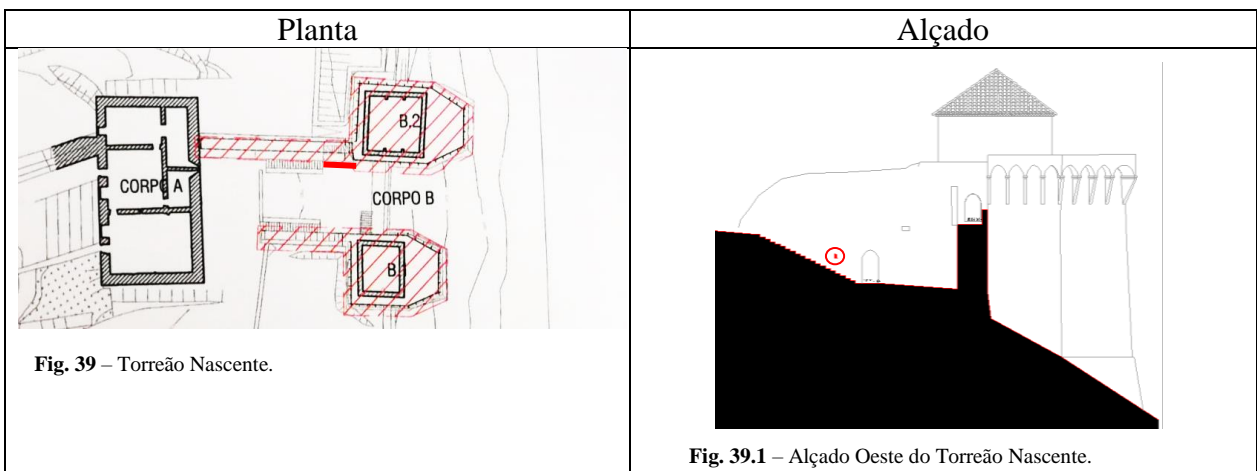 Planta
Alçado
B.2
CORPO A
CORPO B
B.1
Fig. 39 – Torreão Nascente.
Fig. 39.1 – Alçado Oeste do Torreão Nascente.